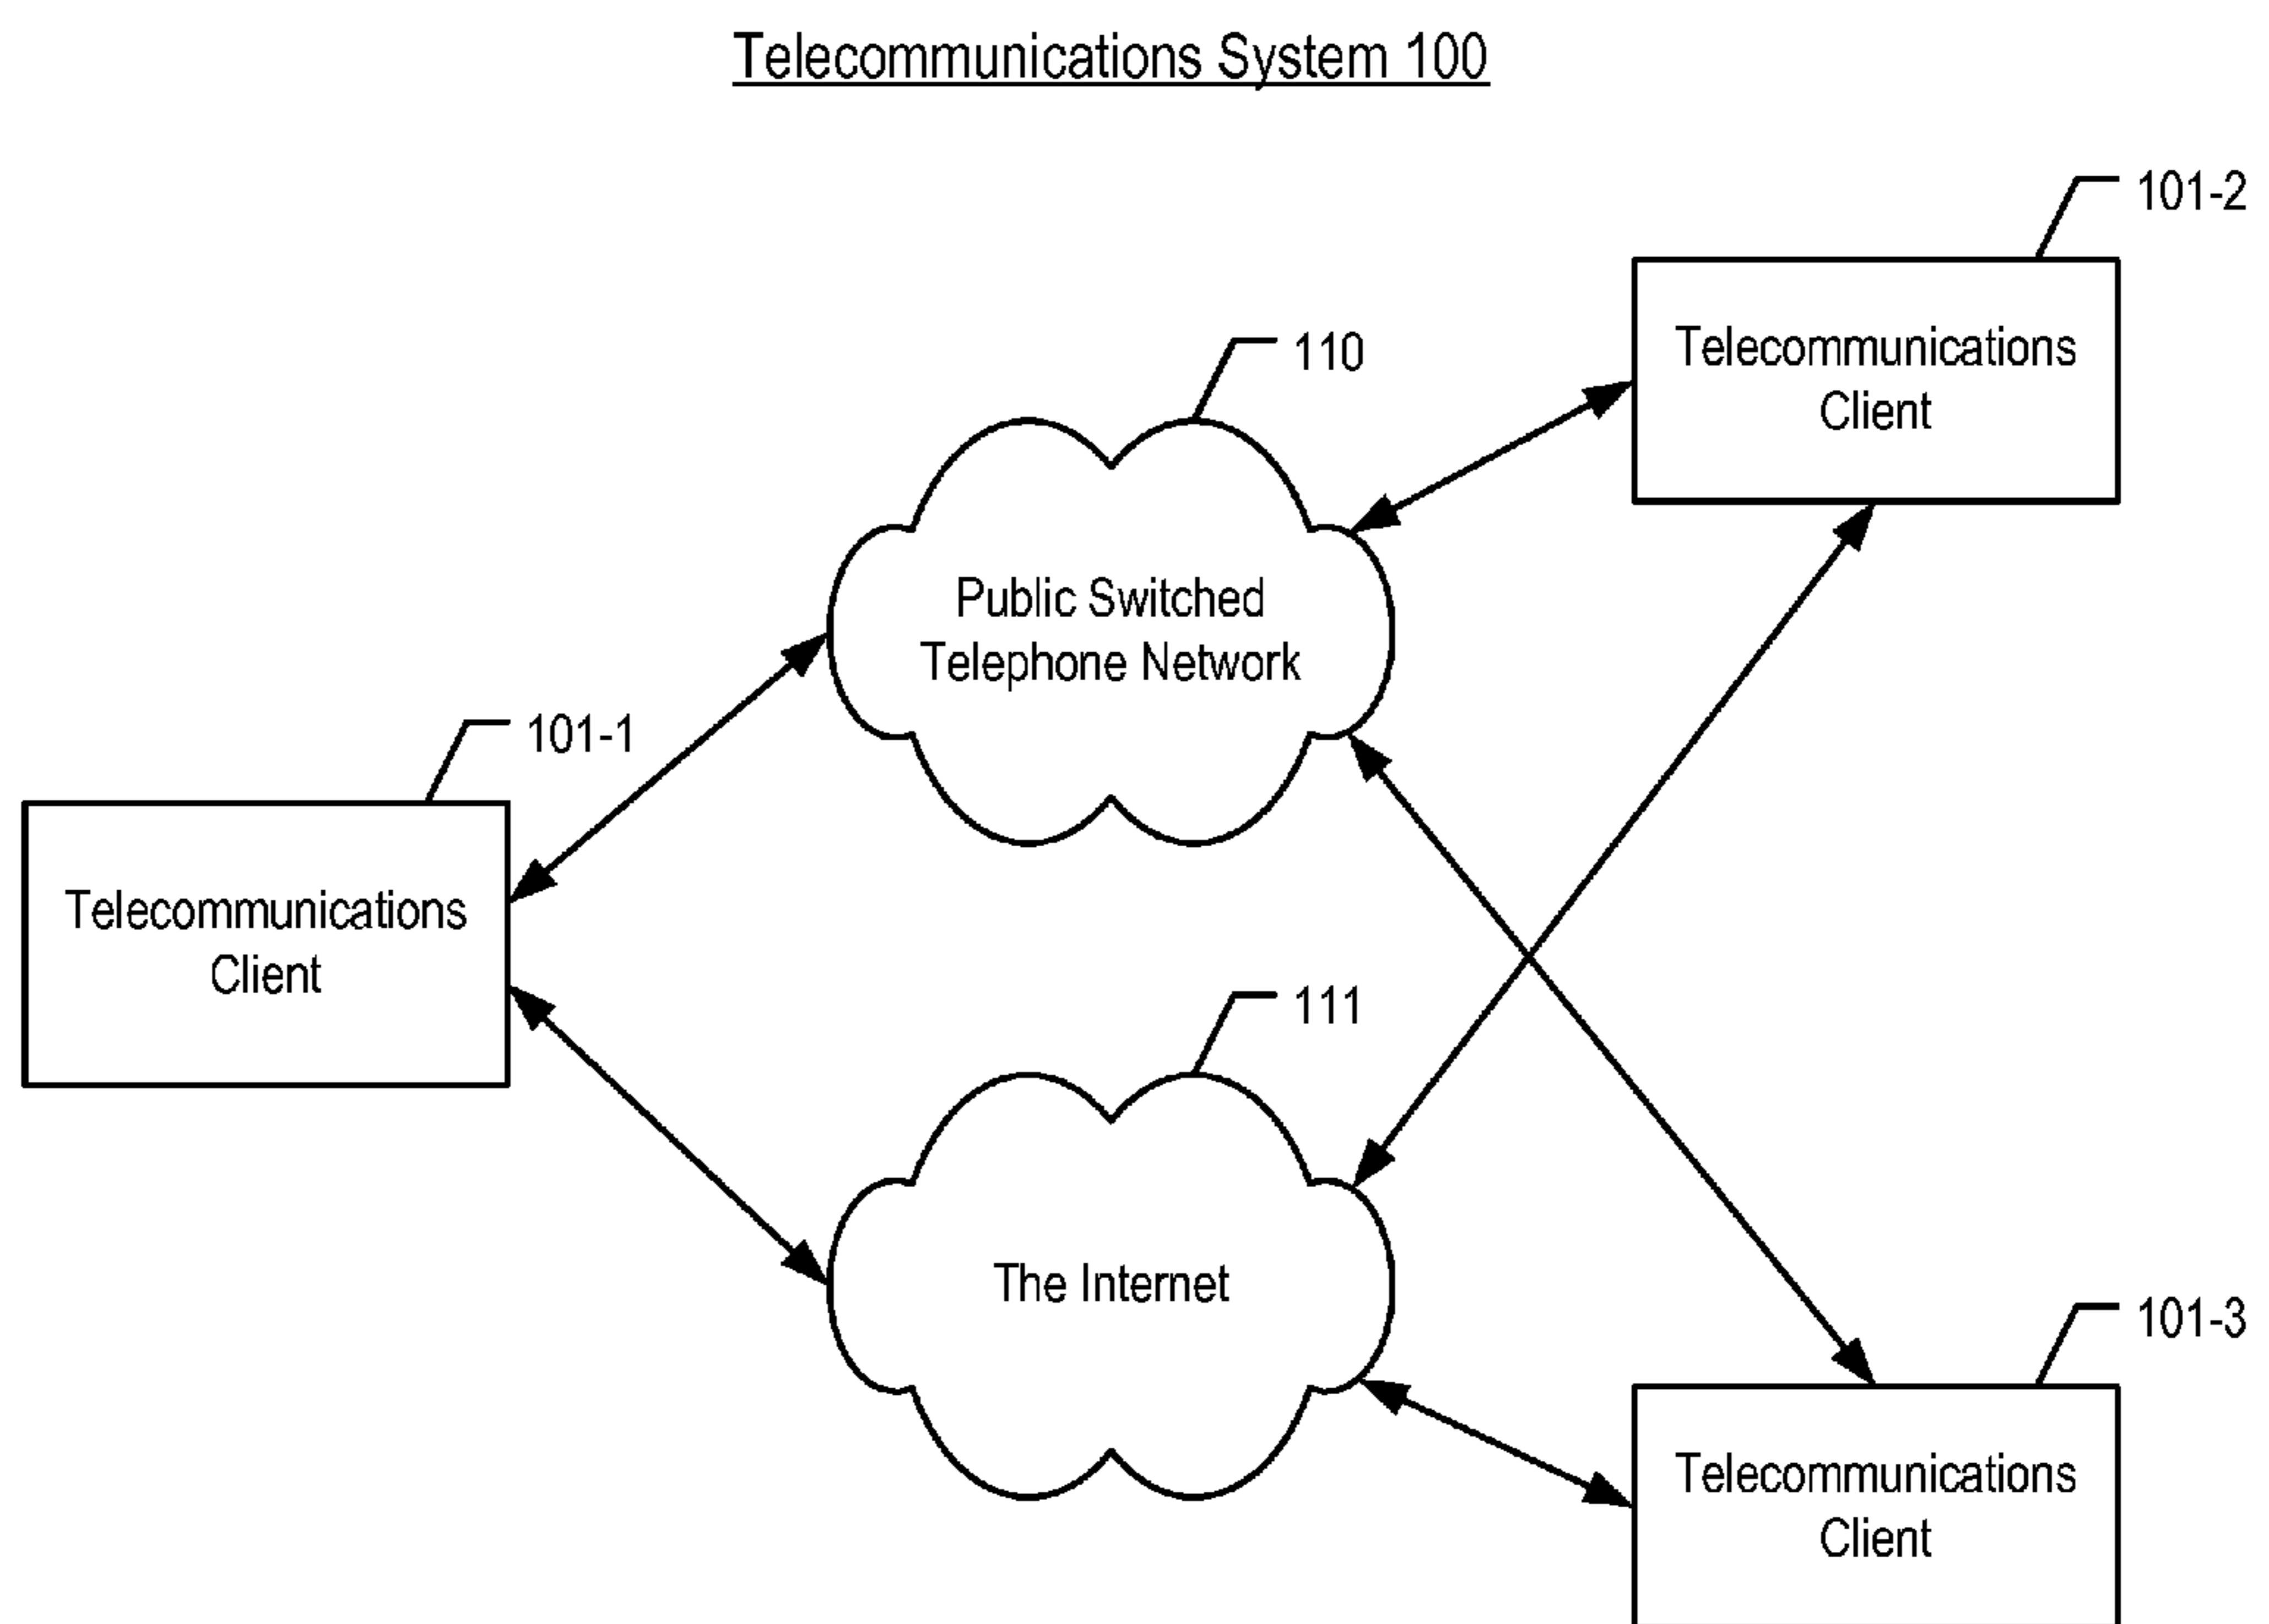 Telecommunications System 100
101-2
Telecommunications
Client
110
Public Switched
Telephone Network
101-1
Telecommunications
Client
111
The Internet
101-3
Telecommunications
Client